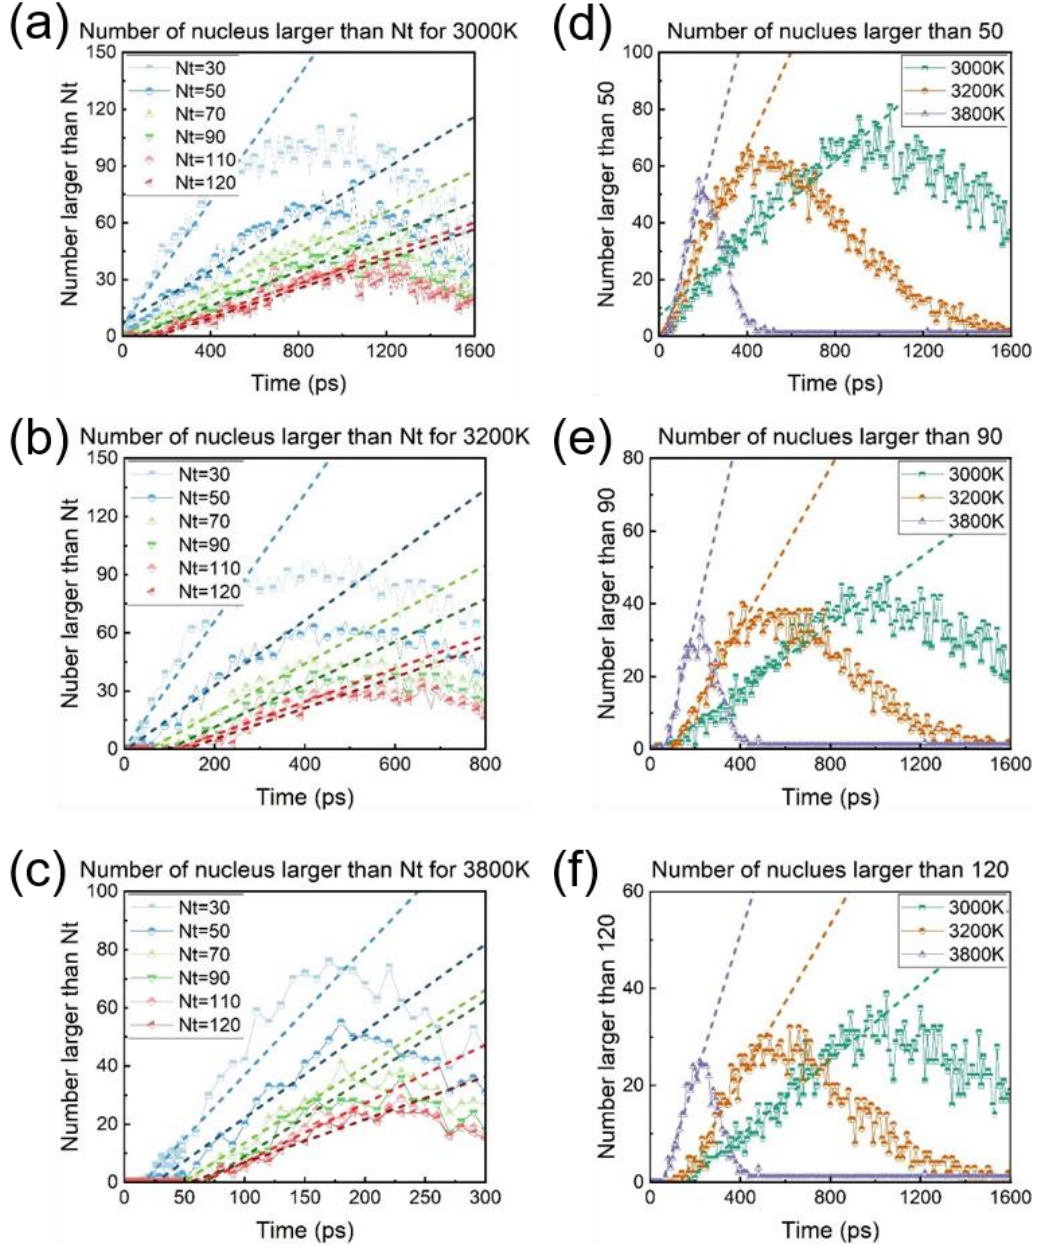 (a) Number of nucleus larger than Nt for 3000K
Number larger than Nt
150
120
90
60
30
0
Nt=30
Nt=50
Nt=70
Nt=90
Nt=110
Nt=120
0 400 800 1200 1600
Time (ps)
(d) Number of nuclues larger than 50
Number larger than 50
100
80
60
40
20
0
3000K
3200K
3800K
0 400 800 1200 1600
Time (ps)
(b) Number of nucleus larger than Nt for 3200K
Nuber larger than Nt
150
120
90
60
30
0
Nt=30
Nt=50
Nt=70
Nt=90
Nt=110
Nt=120
0 200 400 600 800
Time (ps)
(e) Number of nuclues larger than 90
Number larger than 90
80
60
40
20
0
3000K
3200K
3800K
0 400 800 1200 1600
Time (ps)
(c) Number of nucleus larger than Nt for 3800K
Number larger than Nt
100
80
60
40
20
0
Nt=30
Nt=50
Nt=70
Nt=90
Nt=110
Nt=120
0 50 100 150 200 250 300
Time (ps)
(f) Number of nuclues larger than 120
Number larger than 120
60
40
20
0
3000K
3200K
3800K
0 400 800 1200 1600
Time (ps)